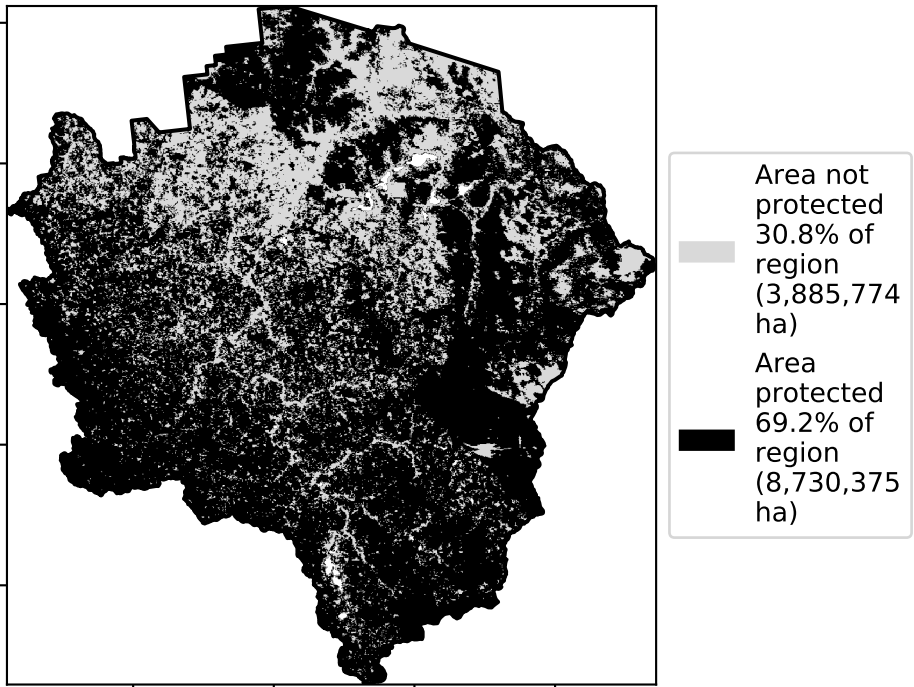 Area not
protected
30.8% of
region
(3,885,774
ha)
Area
protected
69.2% of
region
(8,730,375
ha)